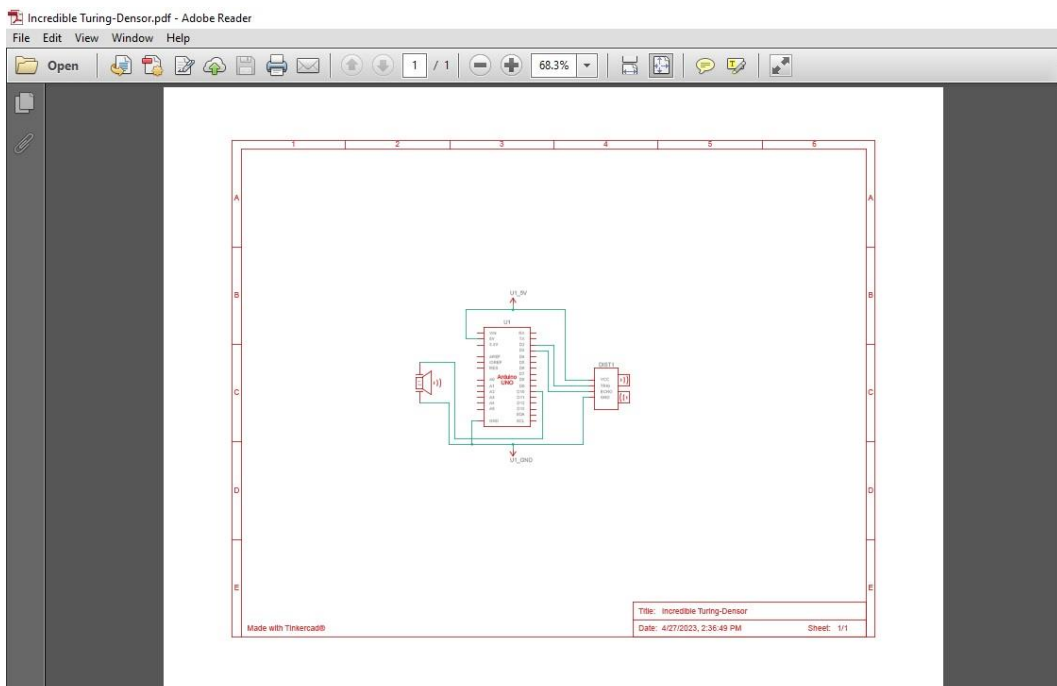 Incredible Turing-Densor.pdf - Adobe Reader
File Edit View Window Help
Open 1 / 1 68.3%
1 2 3 4 5 6
A A
B B
C C
D D
E E
U1_5V
U1
Arduino
UNO
DIST1
VCC
TRIG
ECHO
GND
U1_GND
Title: Incredible Turing-Densor
Made with Tinkercad® Date: 4/27/2023, 2:36:49 PM Sheet: 1/1